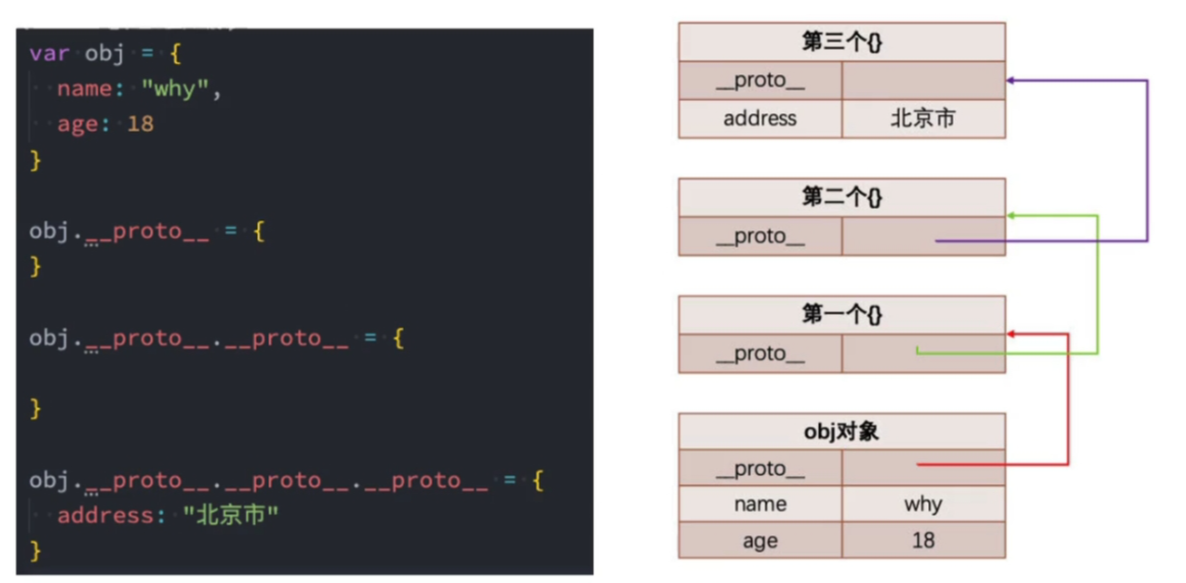 var obj = {
name: "why",
age: 18
}
obj.__proto__ = {
}
obj.__proto__.__proto__ = {
}
obj.__proto__.__proto__.__proto__ = {
address: "北京市"
}
第三个{}
__proto__
address 北京市
第二个{}
__proto__
第一个{}
__proto__
obj对象
__proto__
name why
age 18